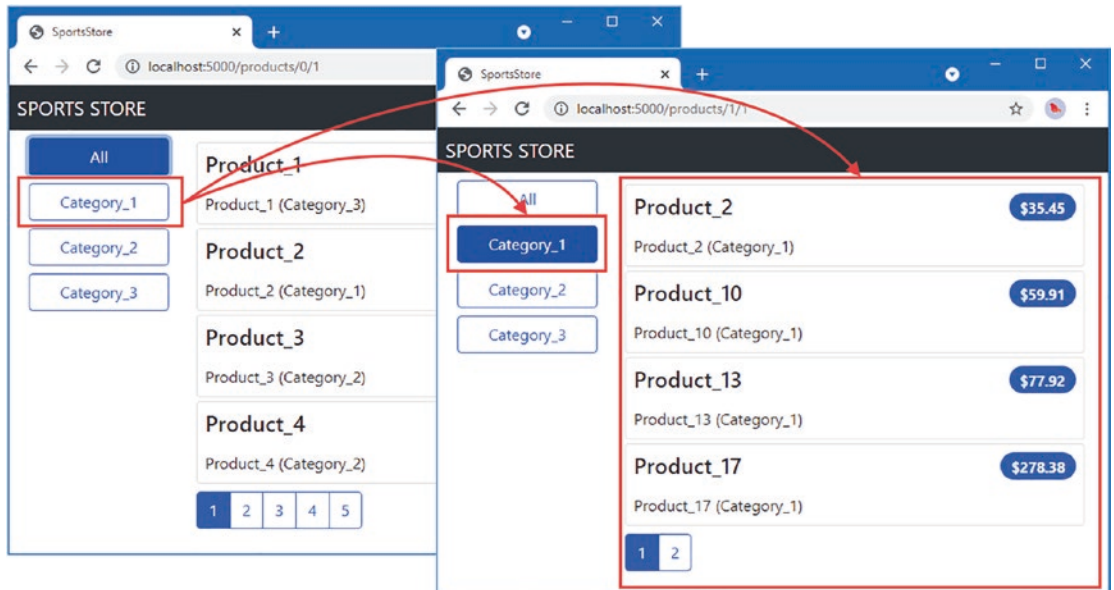 SportsStore
localhost:5000/products/0/1
SPORTS STORE
All
Category_1
Category_2
Category_3
Product_1
Product_1 (Category_3)
Product_2
Product_2 (Category_1)
Product_3
Product_3 (Category_2)
Product_4
Product_4 (Category_2)
1 2 3 4 5
SportsStore
localhost:5000/products/1/1
SPORTS STORE
All
Category_1
Category_2
Category_3
Product_2 $35.45
Product_2 (Category_1)
Product_10 $59.91
Product_10 (Category_1)
Product_13 $77.92
Product_13 (Category_1)
Product_17 $278.38
Product_17 (Category_1)
1 2